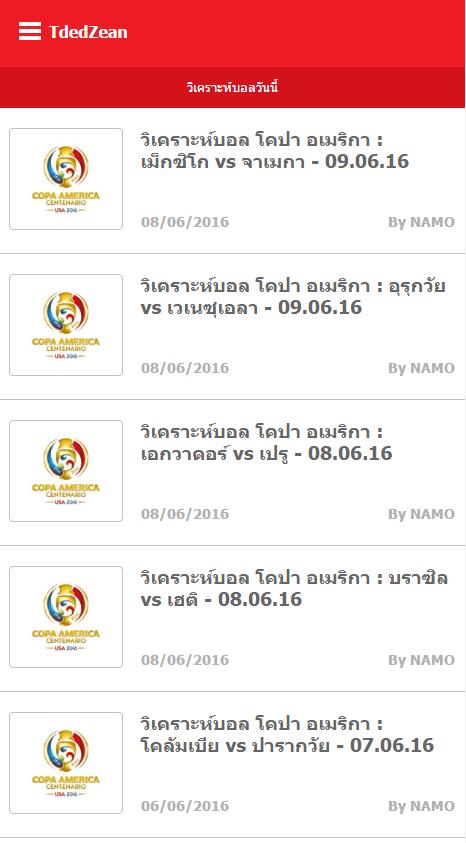 TdedZean
วิเคราะห์บอลวันนี้
COPA AMERICA
CENTENARIO
USA 2016
วิเคราะห์บอล โคปา อเมริกา :
เม็กซิโก vs จาเมกา - 09.06.16
08/06/2016 By NAMO
COPA AMERICA
CENTENARIO
USA 2016
วิเคราะห์บอล โคปา อเมริกา : อุรุกวัย
vs เวเนซุเอลา - 09.06.16
08/06/2016 By NAMO
COPA AMERICA
CENTENARIO
USA 2016
วิเคราะห์บอล โคปา อเมริกา :
เอกวาดอร์ vs เปรู - 08.06.16
08/06/2016 By NAMO
COPA AMERICA
CENTENARIO
USA 2016
วิเคราะห์บอล โคปา อเมริกา : บราซิล
vs เฮติ - 08.06.16
08/06/2016 By NAMO
COPA AMERICA
CENTENARIO
USA 2016
วิเคราะห์บอล โคปา อเมริกา :
โคลัมเบีย vs ปารากวัย - 07.06.16
06/06/2016 By NAMO